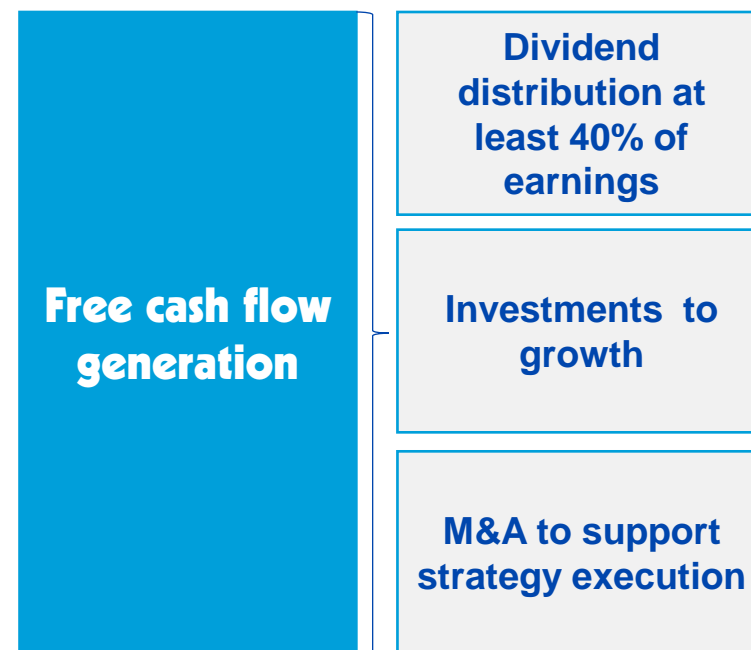 Free cash flow
generation
Dividend
distribution at
least 40% of
earnings
Investments to
growth
M&A to support
strategy execution